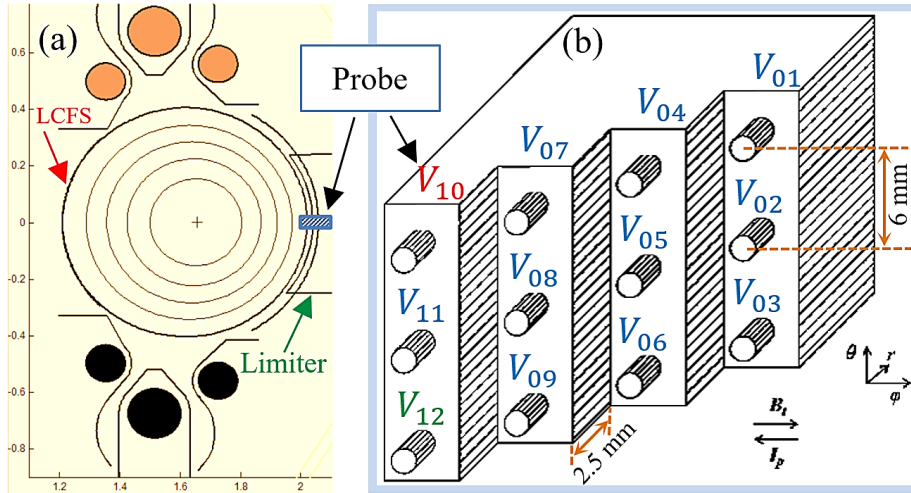 (a)
0.6
0.4
0.2
0
-0.2
-0.4
-0.6
-0.8
1.2
1.4
1.6
1.8
2
LCFS
Limiter
Probe
(b)
V01
V04
V07
V10
V02
V05
V08
V11
V03
V06
V09
V12
6 mm
2.5 mm
θ
r
φ
Bt
Ip